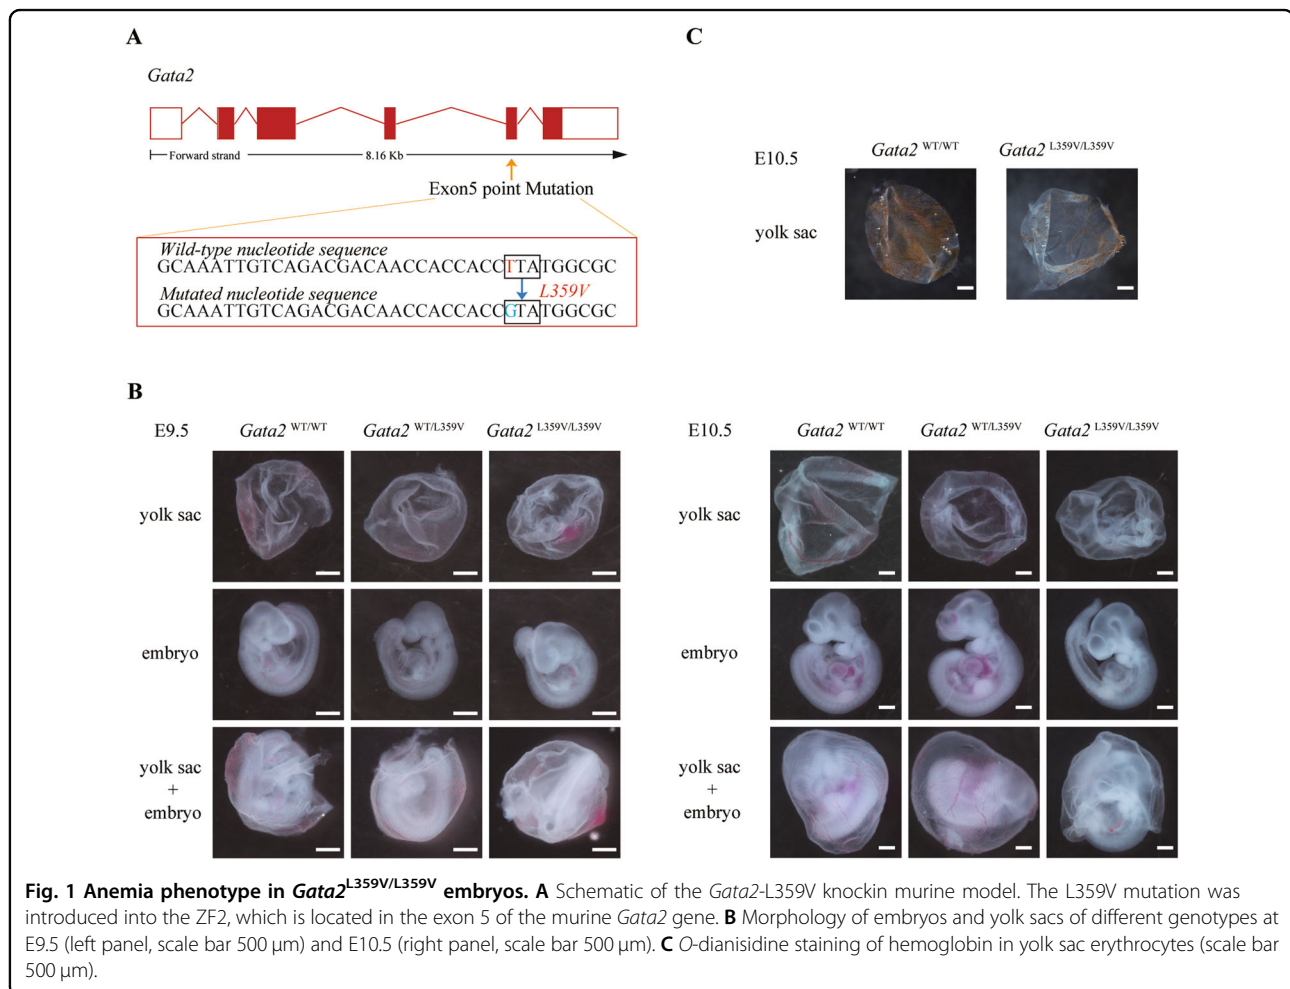 A
Gata2
Forward strand 8.16 Kb
Exon5 point Mutation
Wild-type nucleotide sequence
GCAAATTGTCAGACGACAACCACCACCTTATGGCGC
L359V
Mutated nucleotide sequence
GCAAATTGTCAGACGACAACCACCACCGTATGGCGC
C
E10.5 Gata2 WT/WT Gata2 L359V/L359V
yolk sac
B
E9.5 Gata2 WT/WT Gata2 WT/L359V Gata2 L359V/L359V
yolk sac
embryo
yolk sac
+
embryo
E10.5 Gata2 WT/WT Gata2 WT/L359V Gata2 L359V/L359V
yolk sac
embryo
yolk sac
+
embryo
Fig. 1 Anemia phenotype in Gata2L359V/L359V embryos. A Schematic of the Gata2-L359V knockin murine model. The L359V mutation was
introduced into the ZF2, which is located in the exon 5 of the murine Gata2 gene. B Morphology of embryos and yolk sacs of different genotypes at
E9.5 (left panel, scale bar 500 μm) and E10.5 (right panel, scale bar 500 μm). C O-dianisidine staining of hemoglobin in yolk sac erythrocytes (scale bar
500 μm).